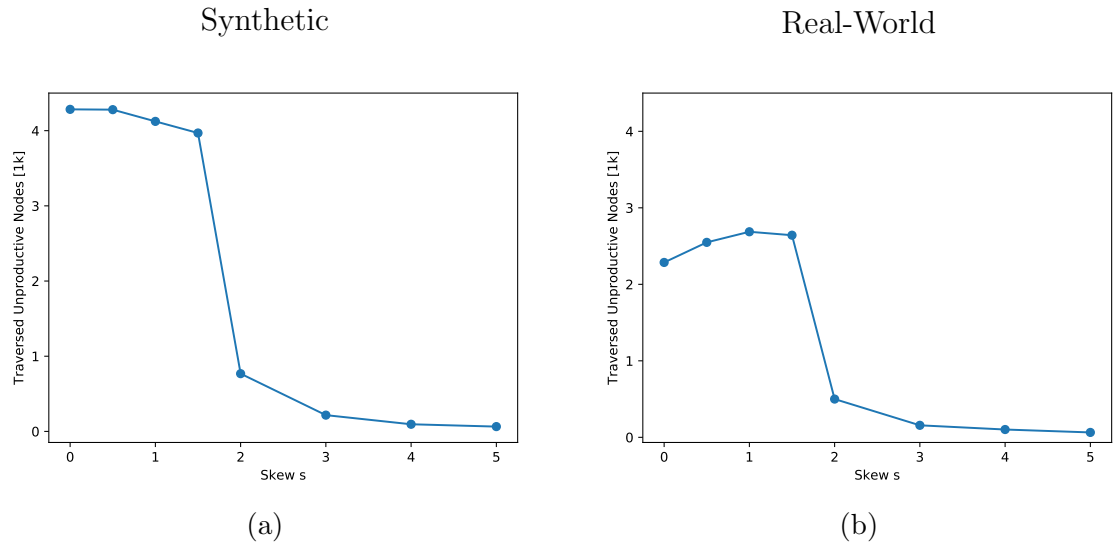 Synthetic
Real-World
Traversed Unproductive Nodes [1k]
4
3
2
1
0
0 1 2 3 4 5
Skew s
(a)
Traversed Unproductive Nodes [1k]
4
3
2
1
0
0 1 2 3 4 5
Skew s
(b)